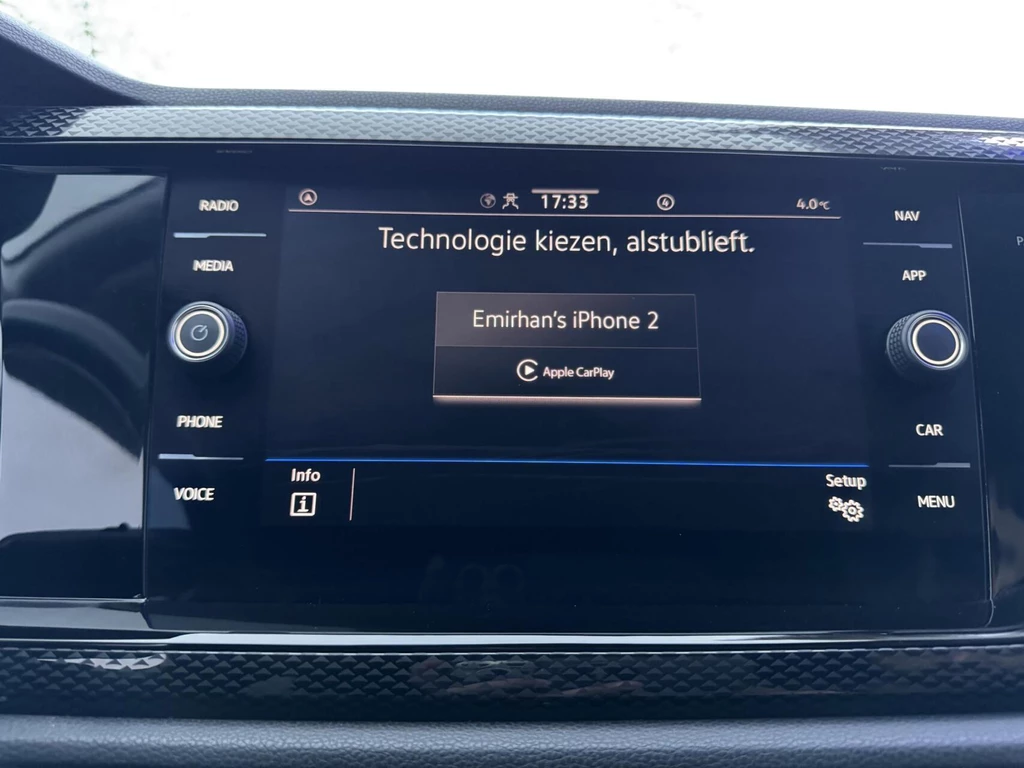 RADIO
MEDIA
PHONE
VOICE
17:33
4
4.0°C
Technologie kiezen, alstublieft.
Emirhan's iPhone 2
Apple CarPlay
Info
i
Setup
NAV
APP
CAR
MENU
P